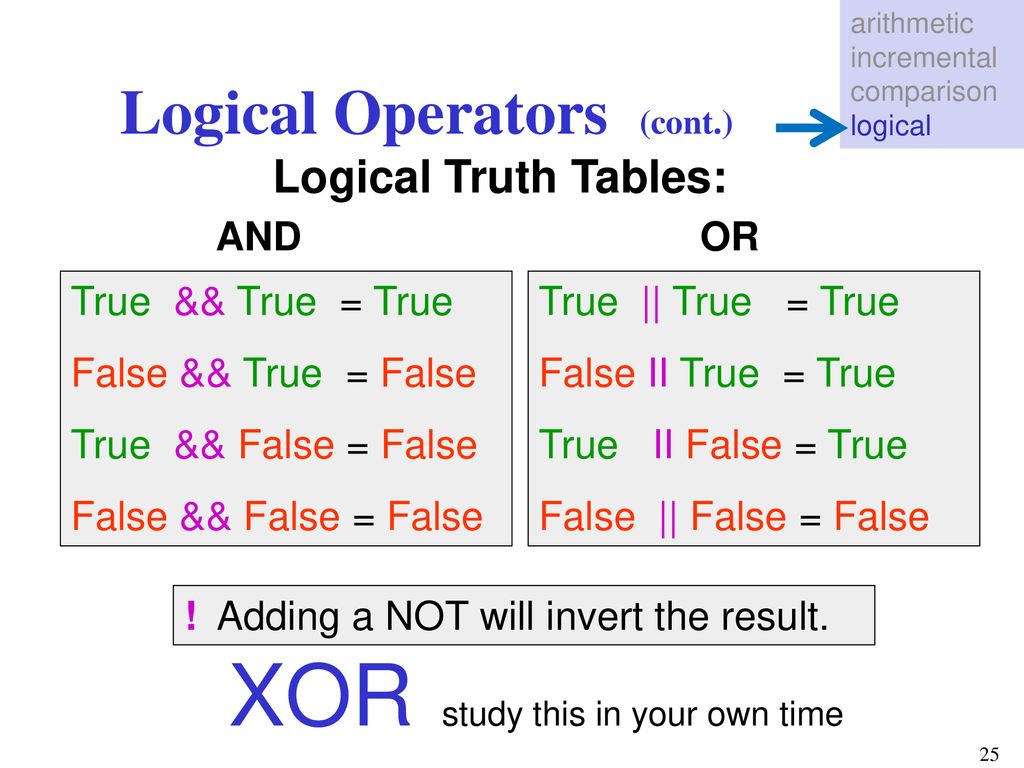 arithmetic
incremental
comparison
logical
Logical Operators (cont.)
Logical Truth Tables:
AND
True && True = True
False && True = False
True && False = False
False && False = False
OR
True || True = True
False II True = True
True II False = True
False || False = False
! Adding a NOT will invert the result.
XOR study this in your own time
25